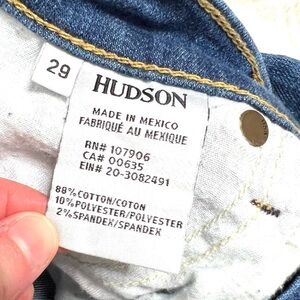 29
HUDSON
MADE IN MEXICO
FABRIQUÉ AU MEXIQUE
RN# 107906
CA# 00635
EIN# 20-3082491
88%COTTON/COTON
10%POLYESTER/POLYESTER
2%SPANDEX/SPANDEX